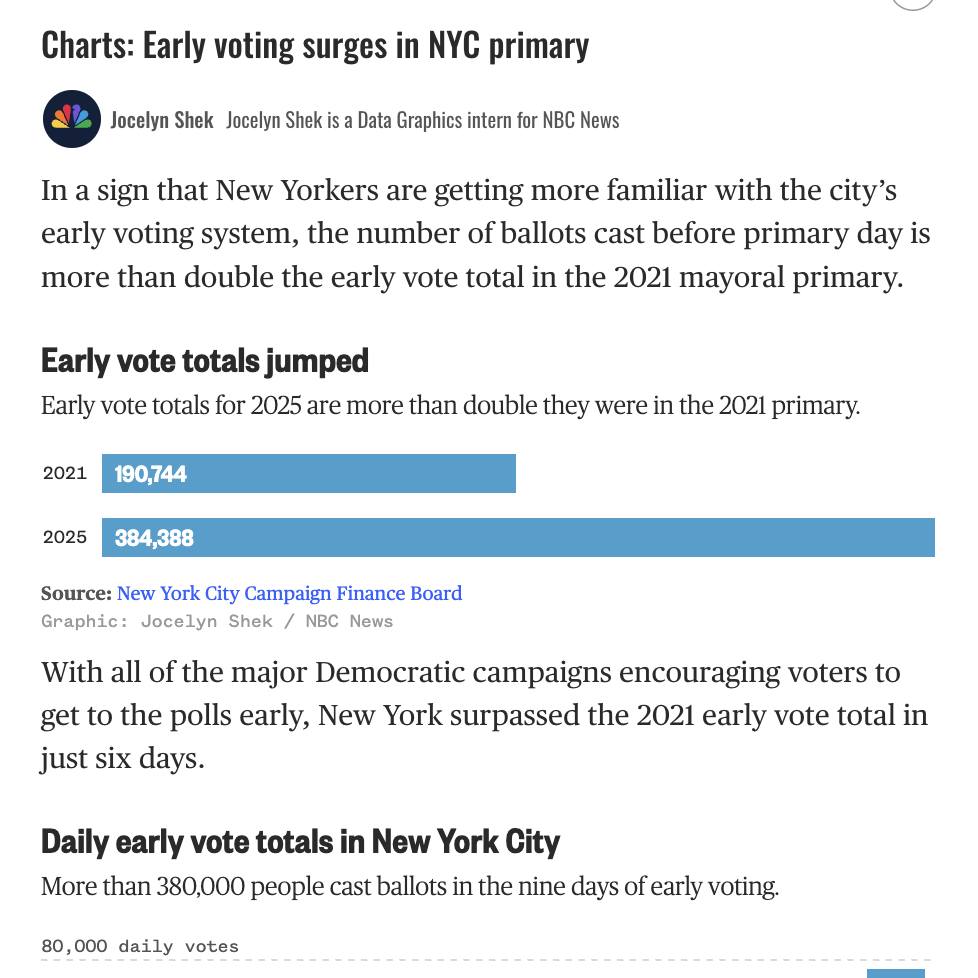 Charts: Early voting surges in NYC primary
Jocelyn Shek Jocelyn Shek is a Data Graphics intern for NBC News
In a sign that New Yorkers are getting more familiar with the city’s
early voting system, the number of ballots cast before primary day is
more than double the early vote total in the 2021 mayoral primary.
Early vote totals jumped
Early vote totals for 2025 are more than double they were in the 2021 primary.
2021 190,744
2025 384,388
Source: New York City Campaign Finance Board
Graphic: Jocelyn Shek / NBC News
With all of the major Democratic campaigns encouraging voters to
get to the polls early, New York surpassed the 2021 early vote total in
just six days.
Daily early vote totals in New York City
More than 380,000 people cast ballots in the nine days of early voting.
80,000 daily votes